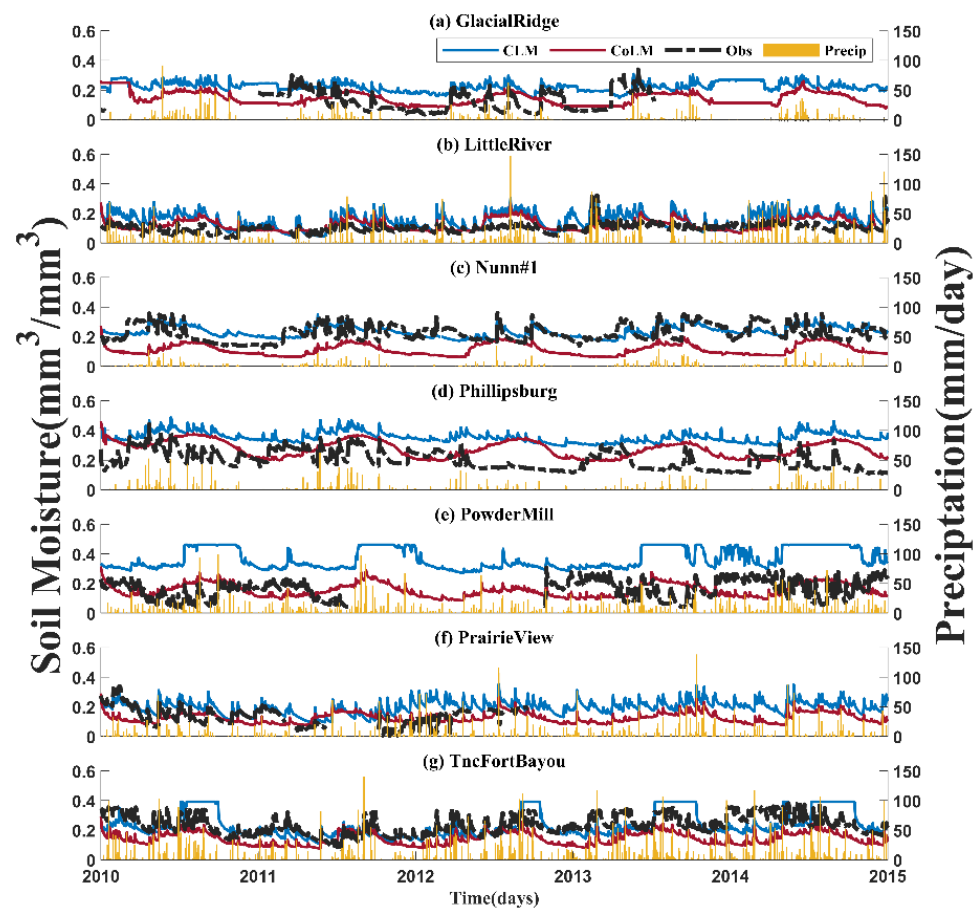 (a) GlacialRidge
CLM CoLM Obs Precip
0.6 150
0.4 100
0.2 50
0 0
(b) LittleRiver
0.6 150
0.4 100
0.2 50
0 0
(c) Nunn#1
0.6 150
0.4 100
0.2 50
0 0
(d) Phillipsburg
0.6 150
0.4 100
0.2 50
0 0
(e) PowderMill
0.6 150
0.4 100
0.2 50
0 0
(f) PrairieView
0.6 150
0.4 100
0.2 50
0 0
(g) TncFortBayou
0.6 150
0.4 100
0.2 50
0 0
2010 2011 2012 2013 2014 2015
Time(days)
Soil Moisture(mm³/mm³)
Preciptation(mm/day)